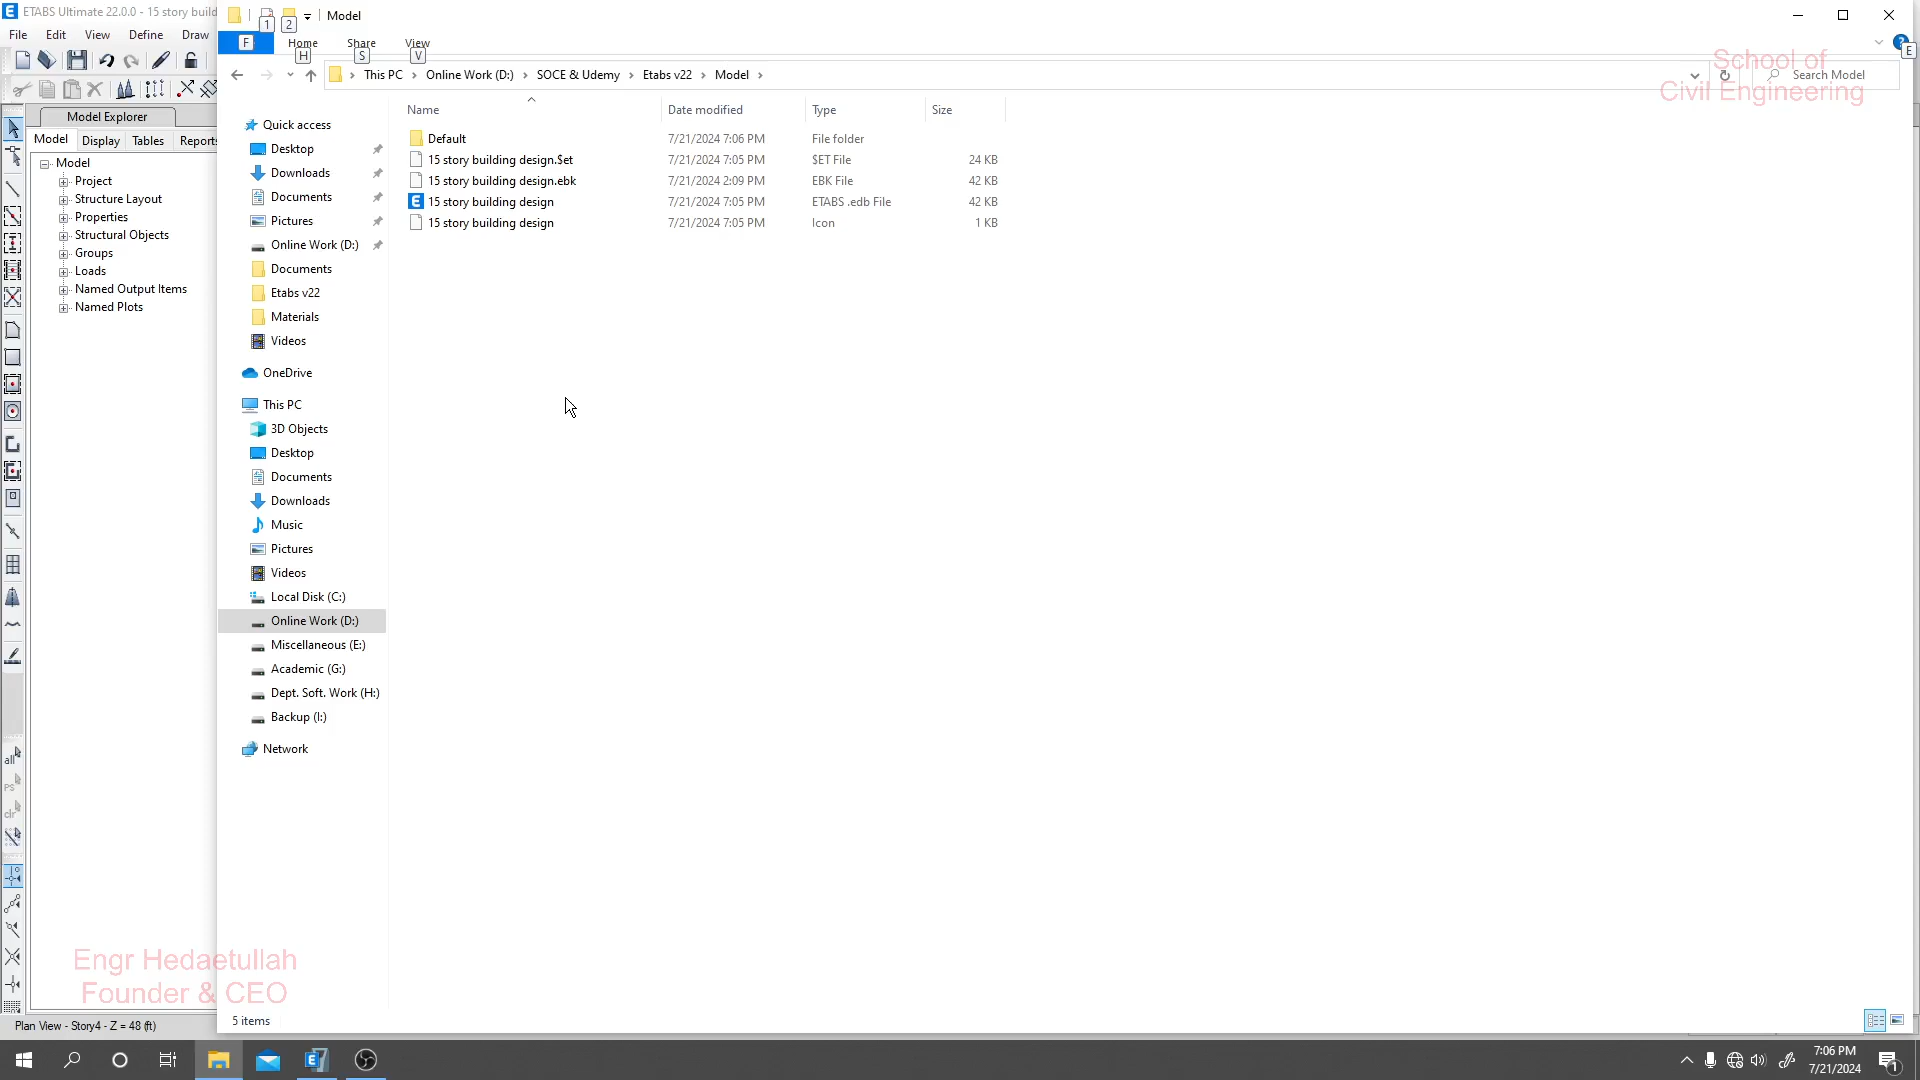 ETABS Ultimate 22.0.0 - 15 story build
1
2
Model
File
Edit
View
Define
Draw
F
Home
Share
View
H
S
V
E
?
This PC
Online Work (D:)
SOCE & Udemy
Etabs v22
Model
Search Model
School of
Civil Engineering
Model Explorer
Model
Display
Tables
Reports
Model
Project
Structure Layout
Properties
Structural Objects
Groups
Loads
Named Output Items
Named Plots
all
ps
clr
Quick access
Desktop
Downloads
Documents
Pictures
Online Work (D:)
Documents
Etabs v22
Materials
Videos
OneDrive
This PC
3D Objects
Desktop
Documents
Downloads
Music
Pictures
Videos
Local Disk (C:)
Online Work (D:)
Miscellaneous (E:)
Academic (G:)
Dept. Soft. Work (H:)
Backup (I:)
Network
Name
Date modified
Type
Size
Default
7/21/2024 7:06 PM
File folder
15 story building design.$et
7/21/2024 7:05 PM
$ET File
24 KB
15 story building design.ebk
7/21/2024 2:09 PM
EBK File
42 KB
15 story building design
7/21/2024 7:05 PM
ETABS .edb File
42 KB
15 story building design
7/21/2024 7:05 PM
Icon
1 KB
Engr Hedaetullah
Founder & CEO
5 items
Plan View - Story4 - Z = 48 (ft)
7:06 PM
7/21/2024
1